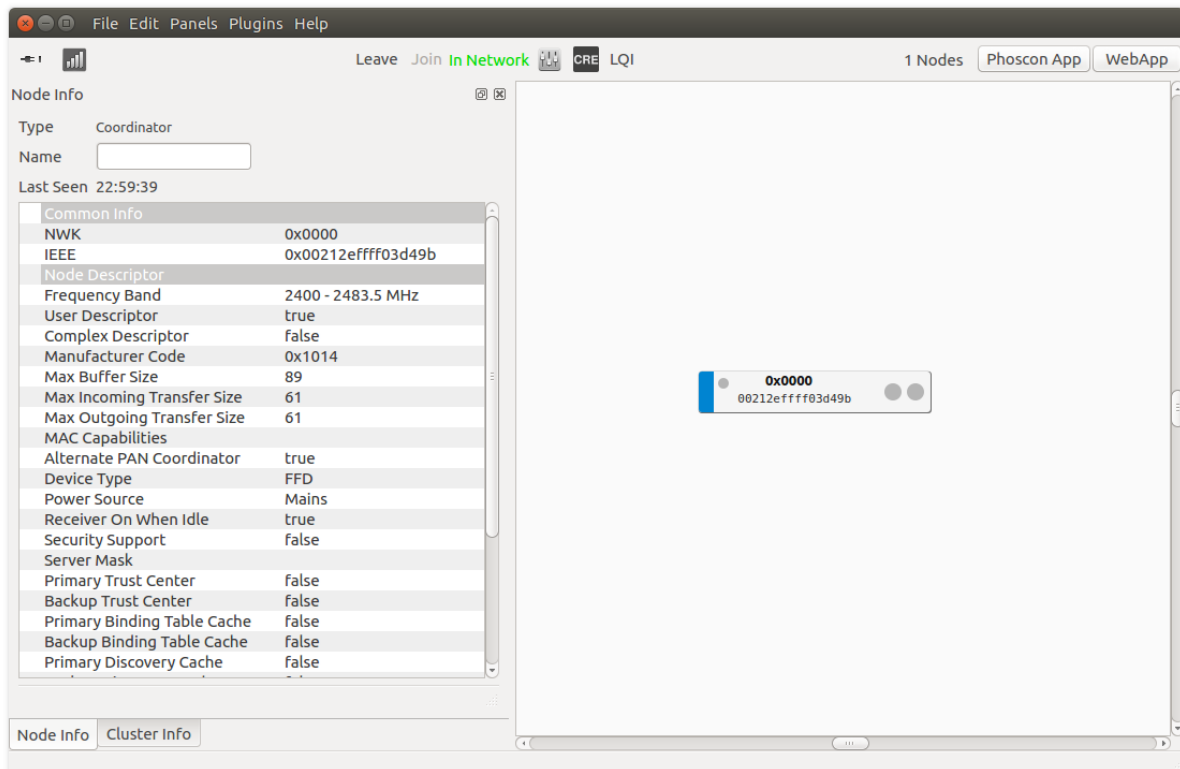 File Edit Panels Plugins Help
Leave Join In Network CRE LQI 1 Nodes Phoscon App WebApp
Node Info
Type Coordinator
Name
Last Seen 22:59:39
Common Info
NWK 0x0000
IEEE 0x00212effff03d49b
Node Descriptor
Frequency Band 2400 - 2483.5 MHz
User Descriptor true
Complex Descriptor false
Manufacturer Code 0x1014
Max Buffer Size 89
Max Incoming Transfer Size 61
Max Outgoing Transfer Size 61
MAC Capabilities
Alternate PAN Coordinator true
Device Type FFD
Power Source Mains
Receiver On When Idle true
Security Support false
Server Mask
Primary Trust Center false
Backup Trust Center false
Primary Binding Table Cache false
Backup Binding Table Cache false
Primary Discovery Cache false
Node Info Cluster Info
0x0000
00212effff03d49b